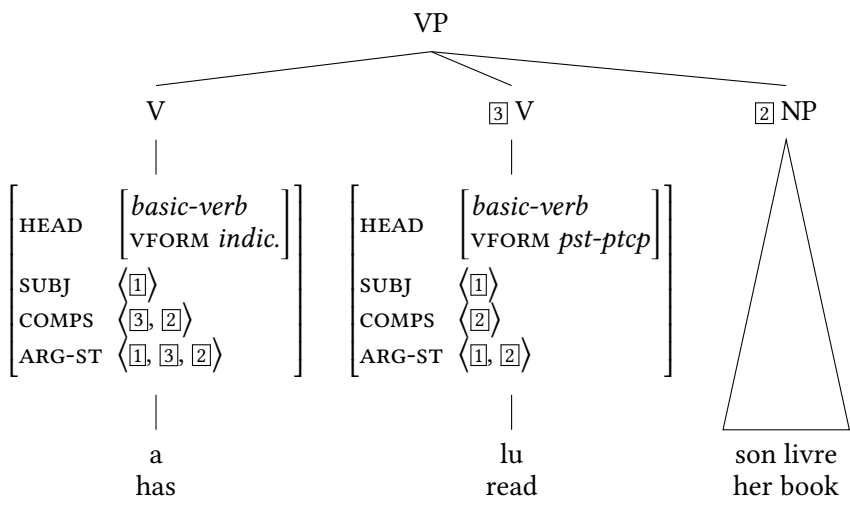 VP
V 3 V 2 NP
HEAD [basic-verb VFORM indic.] HEAD [basic-verb VFORM pst-ptcp]
SUBJ ⟨1⟩ SUBJ ⟨1⟩
COMPS ⟨3, 2⟩ COMPS ⟨2⟩
ARG-ST ⟨1, 3, 2⟩ ARG-ST ⟨1, 2⟩
a lu son livre
has read her book